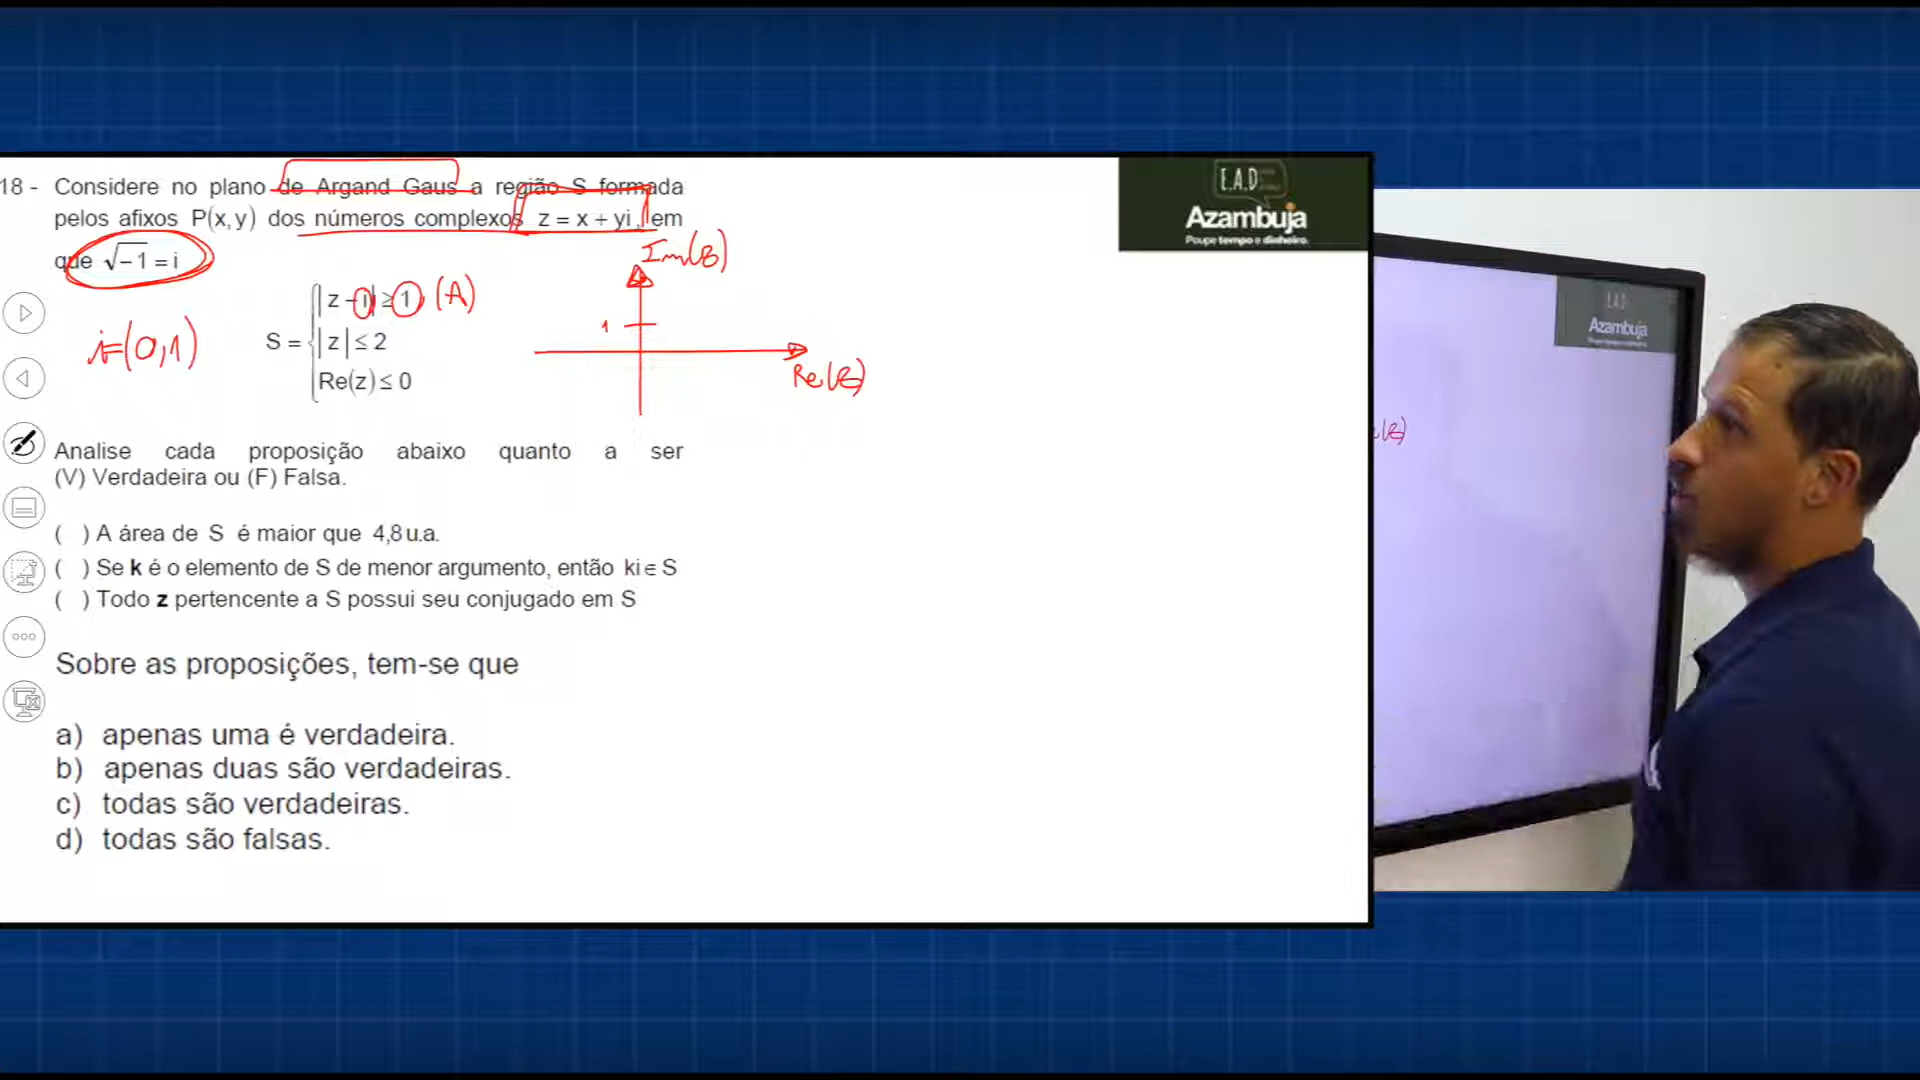 18 - Considere no plano de Argand Gaus a região S formada
pelos afixos P(x,y) dos números complexos z = x + yi, em
que √-1 = i
i=(0,1)
S = { |z - i| ≥ 1 (A)
|z| ≤ 2
Re(z) ≤ 0
Im(z)
1
Re(z)
Analise cada proposição abaixo quanto a ser
(V) Verdadeira ou (F) Falsa.
( ) A área de S é maior que 4,8 u.a.
( ) Se k é o elemento de S de menor argumento, então ki ∈ S
( ) Todo z pertencente a S possui seu conjugado em S
Sobre as proposições, tem-se que
a) apenas uma é verdadeira.
b) apenas duas são verdadeiras.
c) todas são verdadeiras.
d) todas são falsas.
E.A.D
Azambuja
Poupe tempo e dinheiro.
E.A.D
Azambuja